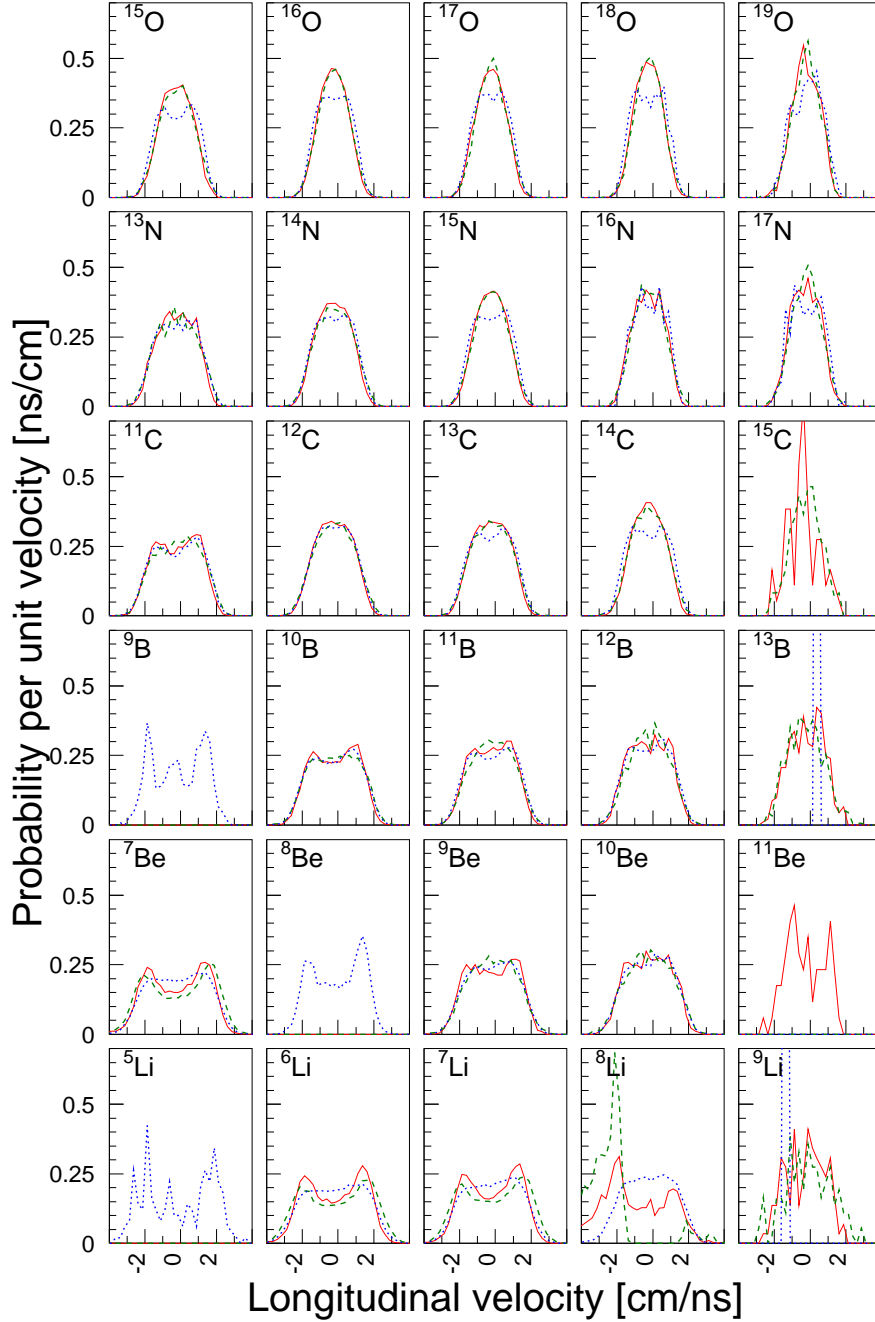 Probability per unit velocity [ns/cm]
¹⁵O ¹⁶O ¹⁷O ¹⁸O ¹⁹O
0.5
0.25
0
¹³N ¹⁴N ¹⁵N ¹⁶N ¹⁷N
0.5
0.25
0
¹¹C ¹²C ¹³C ¹⁴C ¹⁵C
0.5
0.25
0
⁹B ¹⁰B ¹¹B ¹²B ¹³B
0.5
0.25
0
⁷Be ⁸Be ⁹Be ¹⁰Be ¹¹Be
0.5
0.25
0
⁵Li ⁶Li ⁷Li ⁸Li ⁹Li
0.5
0.25
0
-2 0 2 -2 0 2 -2 0 2 -2 0 2 -2 0 2
Longitudinal velocity [cm/ns]